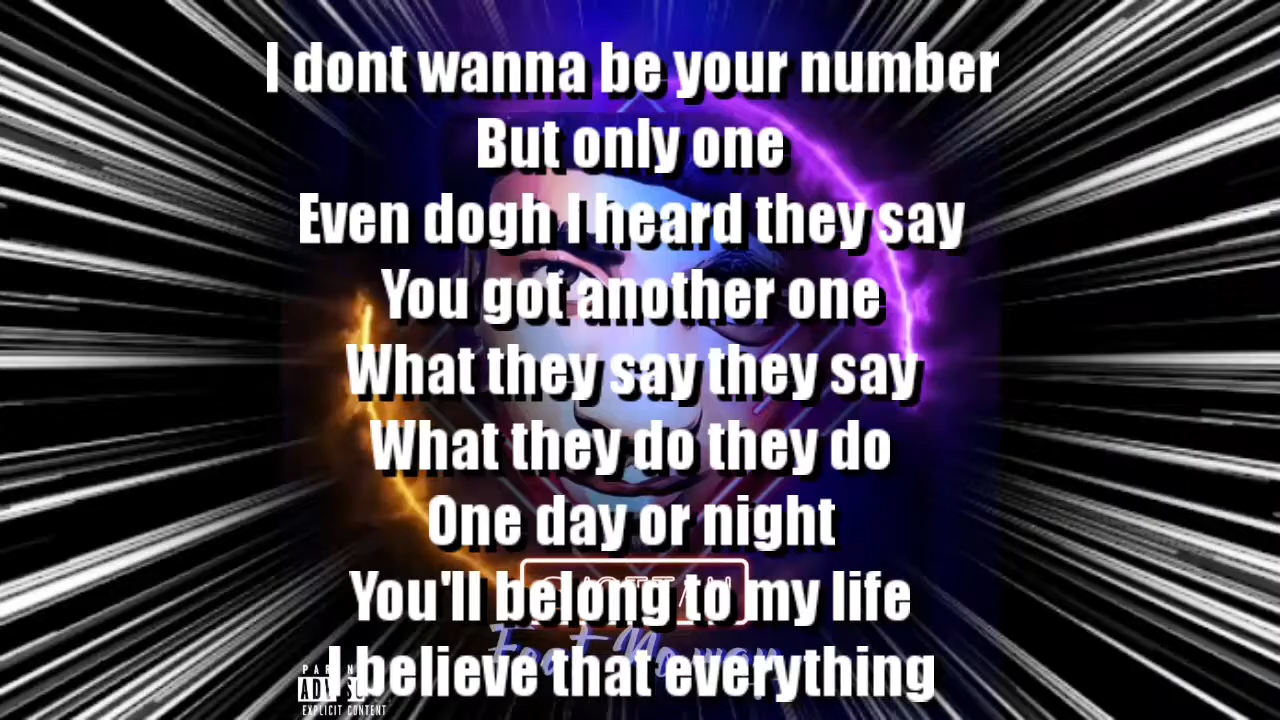 I dont wanna be your number
But only one
Even dogh I heard they say
You got another one
What they say they say
What they do they do
One day or night
You'll belong to my life
I believe that everything
EXPLICIT CONTENT